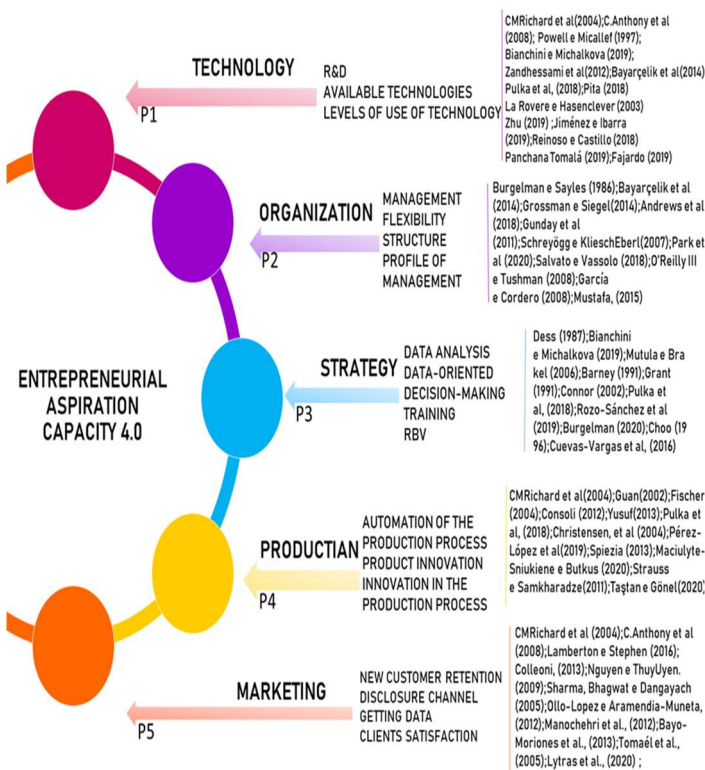 ENTREPRENEURIAL
ASPIRATION
CAPACITY 4.0
TECHNOLOGY
P1
R&D
AVAILABLE TECHNOLOGIES
LEVELS OF USE OF TECHNOLOGY
CMRichard et al(2004);C.Anthony et al
(2008); Powell e Micallef (1997);
Bianchini e Michalkova (2019);
Zandhessami et al(2012);Bayarçelik et al(2014)
Pulka et al, (2018);Pita (2018)
La Rovere e Hasenclever (2003)
Zhu (2019) ;Jiménez e Ibarra
(2019);Reinoso e Castillo (2018)
Panchana Tomalá (2019);Fajardo (2019)
ORGANIZATION
P2
MANAGEMENT
FLEXIBILITY
STRUCTURE
PROFILE OF
MANAGEMENT
Burgelman e Sayles (1986);Bayarçelik et al
(2014);Grossman e Siegel(2014);Andrews et al
(2018);Gunday et al
(2011);Schreyögg e KlieschEberl(2007);Park et
al (2020);Salvato e Vassolo (2018);O'Reilly III
e Tushman (2008);García
e Cordero (2008);Mustafa, (2015)
STRATEGY
P3
DATA ANALYSIS
DATA-ORIENTED
DECISION-MAKING
TRAINING
RBV
Dess (1987);Bianchini
e Michalkova (2019);Mutula e Bra
kel (2006);Barney (1991);Grant
(1991);Connor (2002);Pulka et
al, (2018);Rozo-Sánchez et al
(2019);Burgelman (2020);Choo (19
96);Cuevas-Vargas et al, (2016)
PRODUCTIAN
P4
AUTOMATION OF THE
PRODUCTION PROCESS
PRODUCT INNOVATION
INNOVATION IN THE
PRODUCTION PROCESS
CMRichard et al(2004);Guan(2002);Fischer
(2004);Consoli (2012);Yusuf(2013);Pulka et
al, (2018);Christensen, et al (2004);Pérez-
López et al(2019);Spiezia (2013);Maciulyte-
Sniukiene e Butkus (2020);Strauss
e Samkharadze(2011);Taştan e Gönel(2020)
MARKETING
P5
NEW CUSTOMER RETENTION
DISCLOSURE CHANNEL
GETTING DATA
CLIENTS SATISFACTION
CMRichard et al (2004);C.Anthony et al
(2008);Lamberton e Stephen (2016);
Colleoni, (2013);Nguyen e ThuyUyen.
(2009);Sharma, Bhagwat e Dangayach
(2005);Ollo-Lopez e Aramendia-Muneta,
(2012);Manochehri et al., (2012);Bayo-
Moriones et al., (2013);Tomaél et al.,
(2005);Lytras et al., (2020) ;